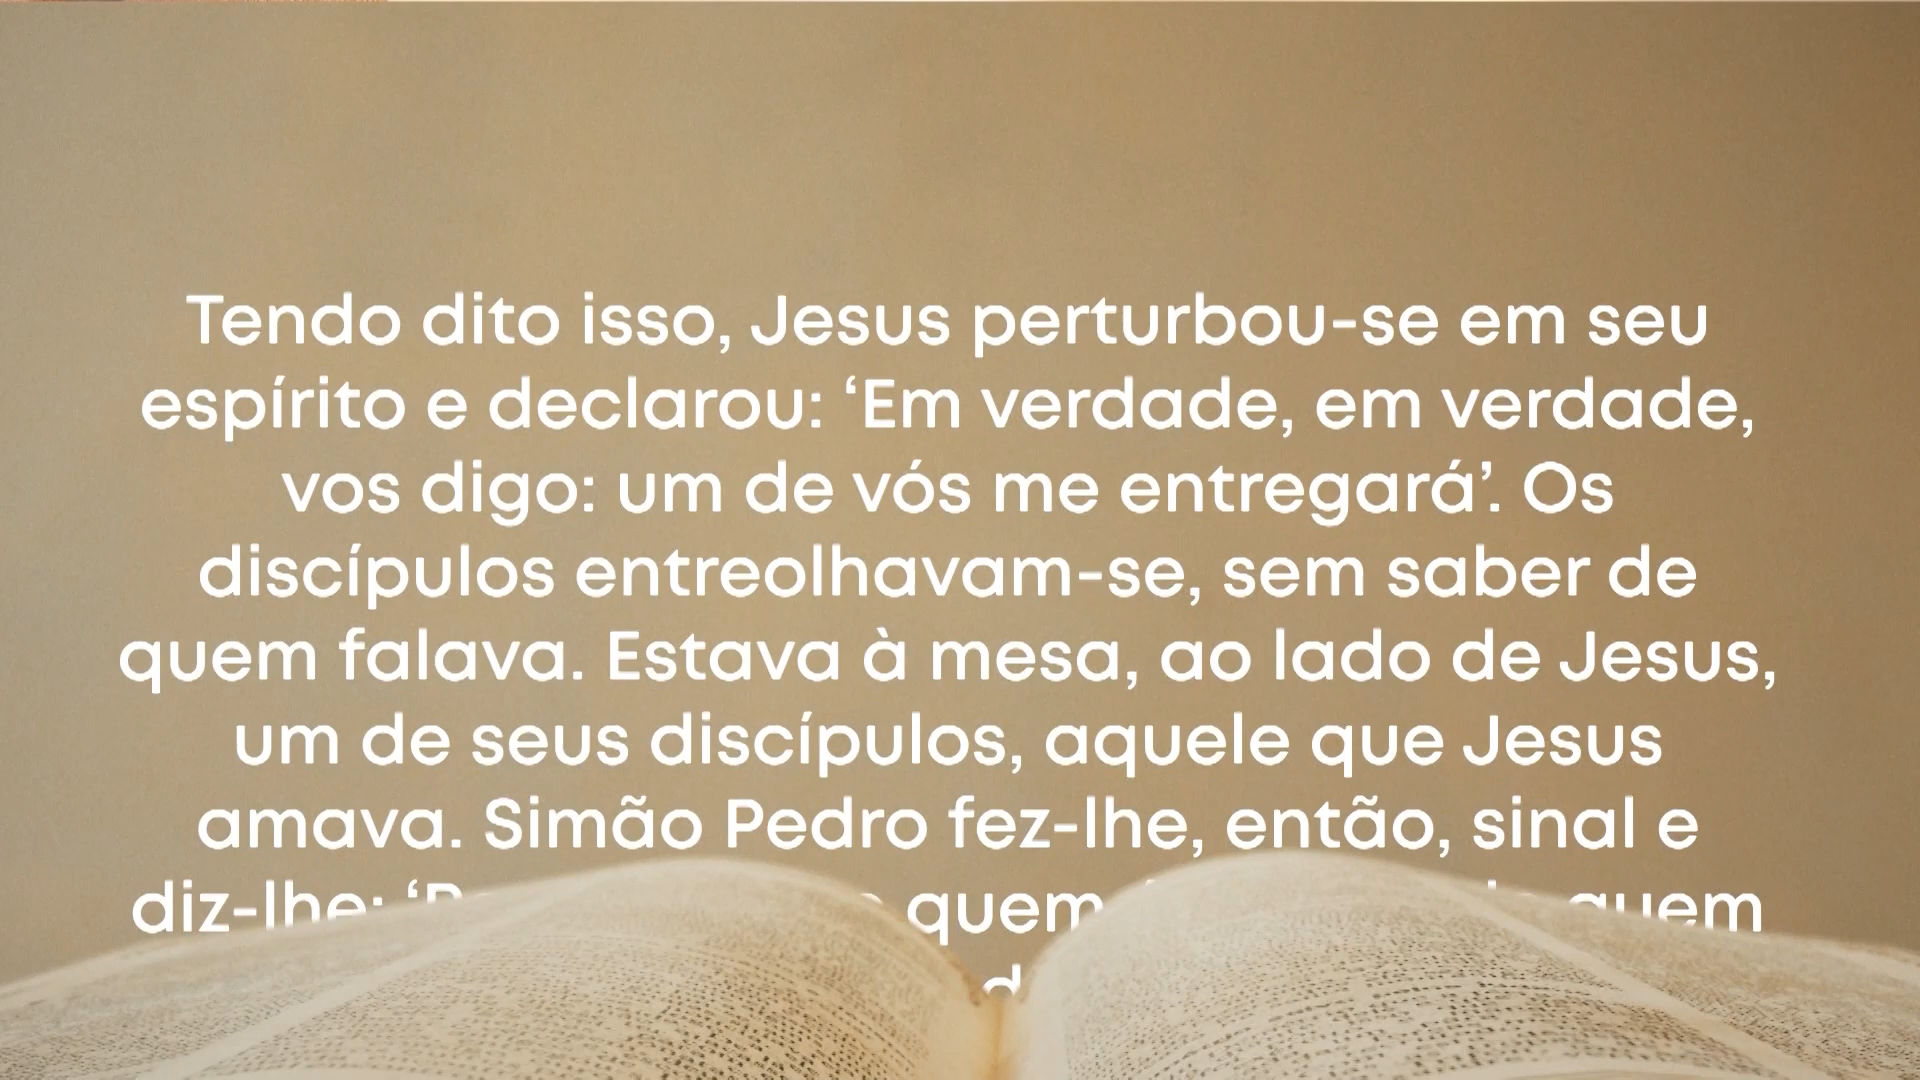 Tendo dito isso, Jesus perturbou-se em seu
espírito e declarou: ‘Em verdade, em verdade,
vos digo: um de vós me entregará’. Os
discípulos entreolhavam-se, sem saber de
quem falava. Estava à mesa, ao lado de Jesus,
um de seus discípulos, aquele que Jesus
amava. Simão Pedro fez-lhe, então, sinal e
diz-lhe: quem quem